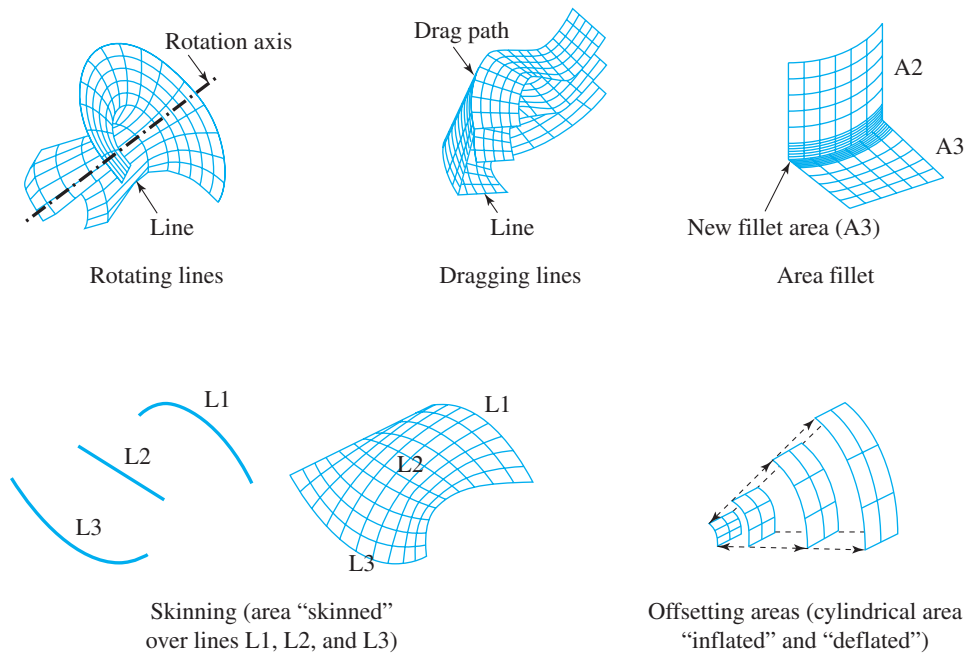 Rotation axis
Line
Rotating lines
Drag path
Line
Dragging lines
A2
A3
New fillet area (A3)
Area fillet
L1
L2
L3
L1
L2
L3
Skinning (area “skinned”
over lines L1, L2, and L3)
Offsetting areas (cylindrical area
“inflated” and “deflated”)